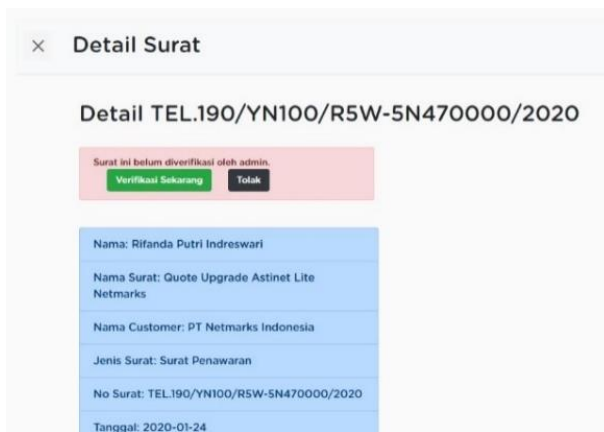 Detail Surat
Detail TEL.190/YN100/R5W-5N470000/2020
Surat ini belum diverifikasi oleh admin.
Verifikasi Sekarang Tolak
Nama: Rifanda Putri Indreswari
Nama Surat: Quote Upgrade Astinet Lite
Netmarks
Nama Customer: PT Netmarks Indonesia
Jenis Surat: Surat Penawaran
No Surat: TEL.190/YN100/R5W-5N470000/2020
Tanggal: 2020-01-24